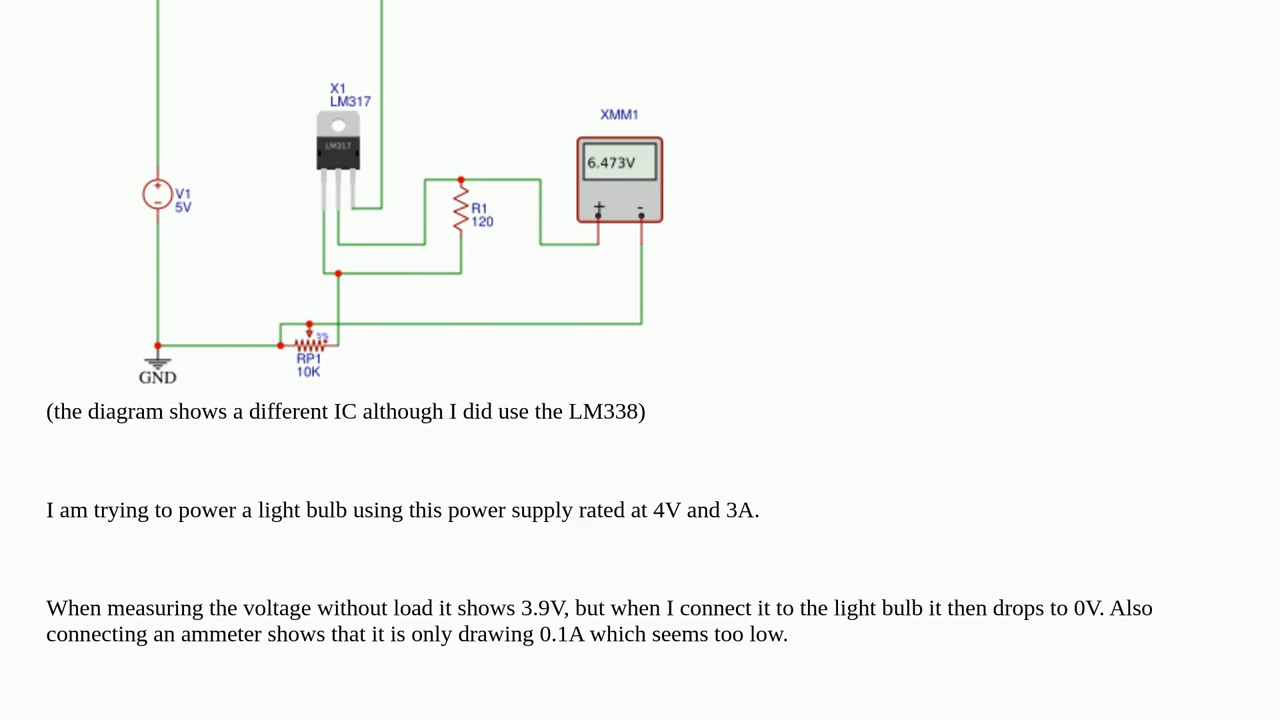 X1
LM317
LM317
XMM1
6.473V
+ -
V1
5V
R1
120
RP1
10K
GND
(the diagram shows a different IC although I did use the LM338)
I am trying to power a light bulb using this power supply rated at 4V and 3A.
When measuring the voltage without load it shows 3.9V, but when I connect it to the light bulb it then drops to 0V. Also
connecting an ammeter shows that it is only drawing 0.1A which seems too low.